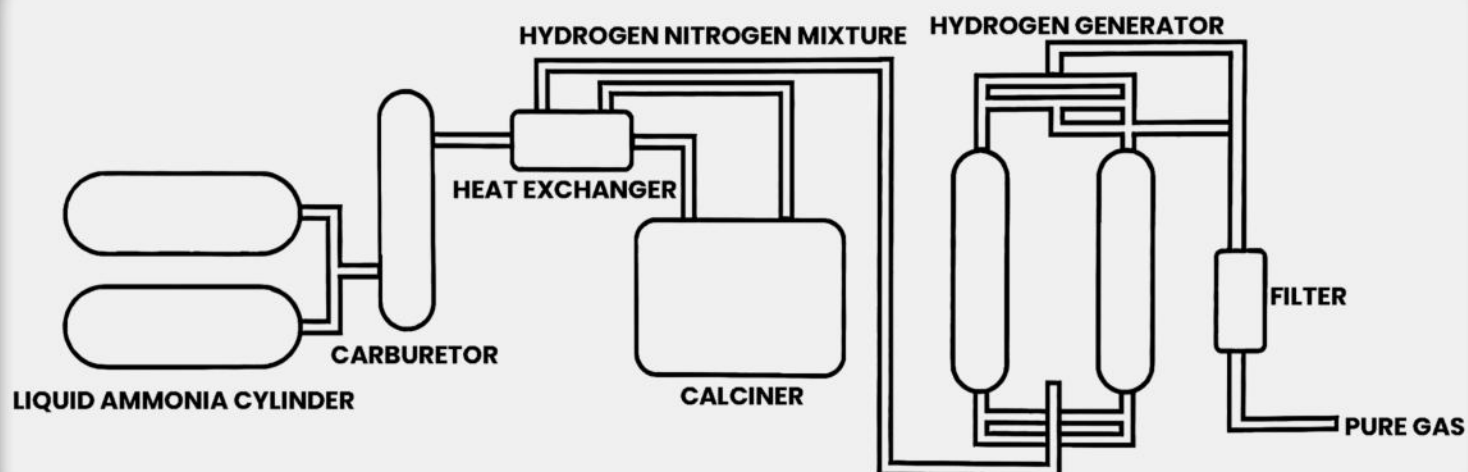 HYDROGEN NITROGEN MIXTURE
HYDROGEN GENERATOR
HEAT EXCHANGER
FILTER
CARBURETOR
CALCINER
LIQUID AMMONIA CYLINDER
PURE GAS